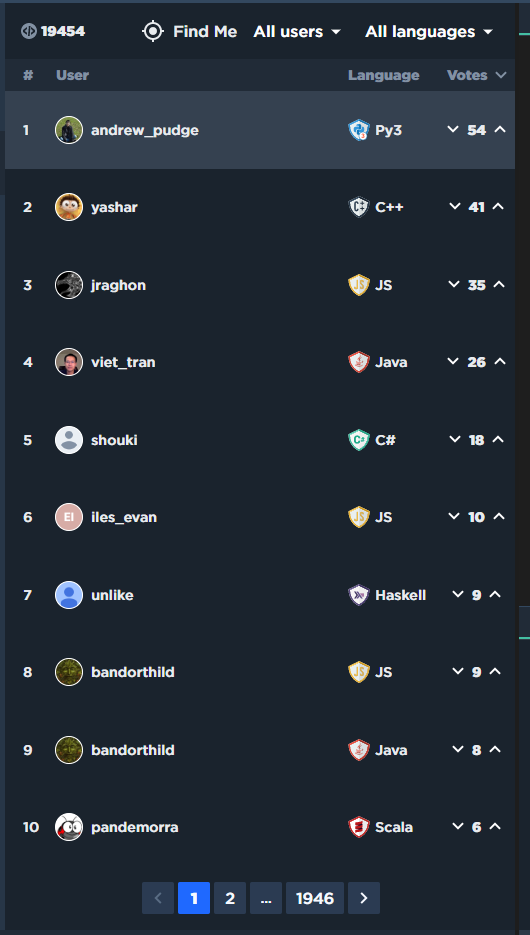 19454 Find Me All users All languages
# User Language Votes
1 andrew_pudge Py3 54
2 yashar C++ 41
3 jraghon JS 35
4 viet_tran Java 26
5 shouki C# 18
6 EI iles_evan JS 10
7 unlike Haskell 9
8 bandorthild JS 9
9 bandorthild Java 8
10 pandemorra Scala 6
1 2 ... 1946